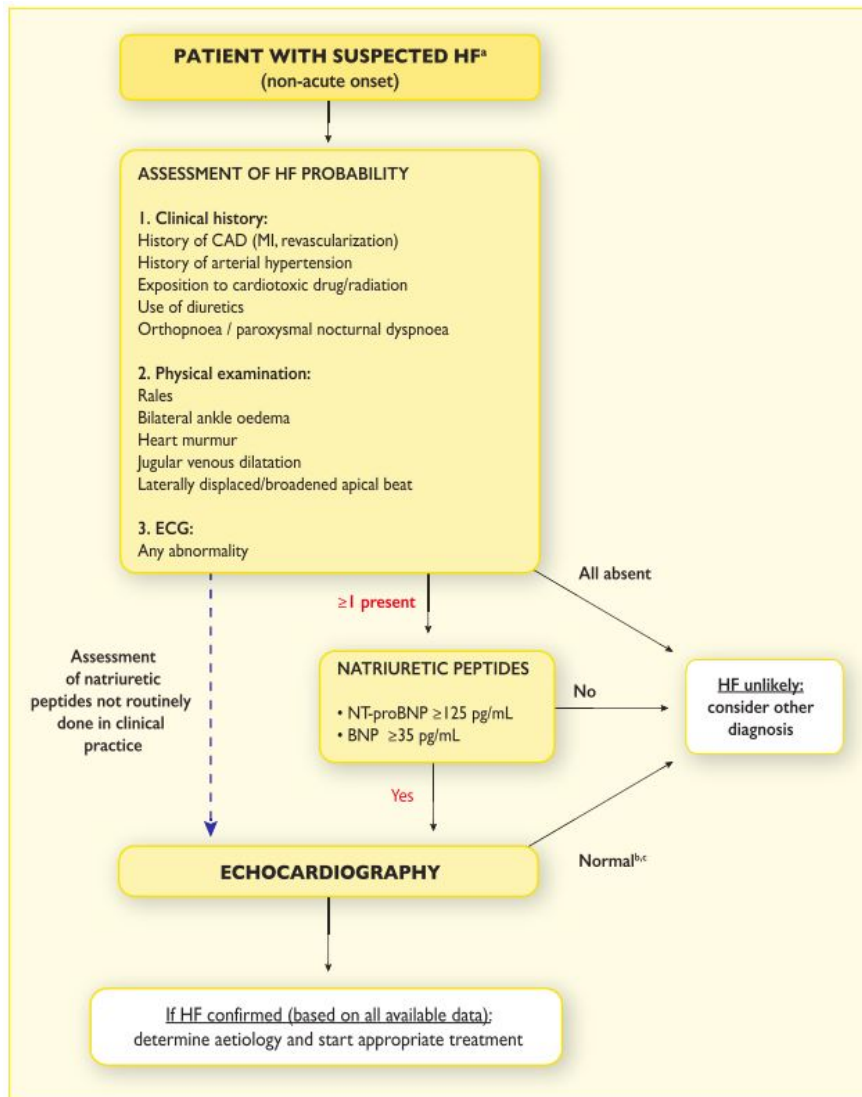 PATIENT WITH SUSPECTED HFᵃ
(non-acute onset)
ASSESSMENT OF HF PROBABILITY
1. Clinical history:
History of CAD (MI, revascularization)
History of arterial hypertension
Exposition to cardiotoxic drug/radiation
Use of diuretics
Orthopnoea / paroxysmal nocturnal dyspnoea
2. Physical examination:
Rales
Bilateral ankle oedema
Heart murmur
Jugular venous dilatation
Laterally displaced/broadened apical beat
3. ECG:
Any abnormality
All absent
≥1 present
Assessment
of natriuretic
peptides not routinely
done in clinical
practice
NATRIURETIC PEPTIDES
• NT-proBNP ≥125 pg/mL
• BNP ≥35 pg/mL
No
HF unlikely:
consider other
diagnosis
Yes
ECHOCARDIOGRAPHY
Normalᵇ,ᶜ
If HF confirmed (based on all available data):
determine aetiology and start appropriate treatment